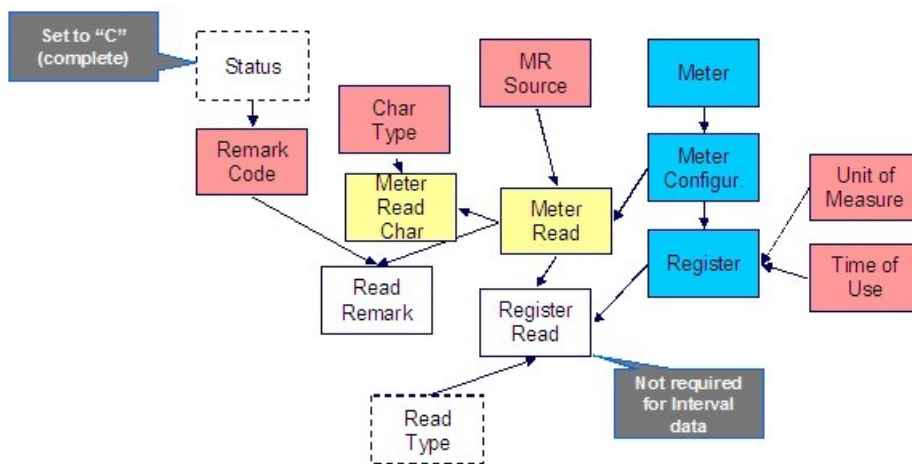 Set to “C”
(complete)
Status
MR
Source
Meter
Char
Type
Remark
Code
Meter
Configur.
Unit of
Measure
Meter
Read
Char
Meter
Read
Register
Time of
Use
Read
Remark
Register
Read
Not required
for Interval
data
Read
Type